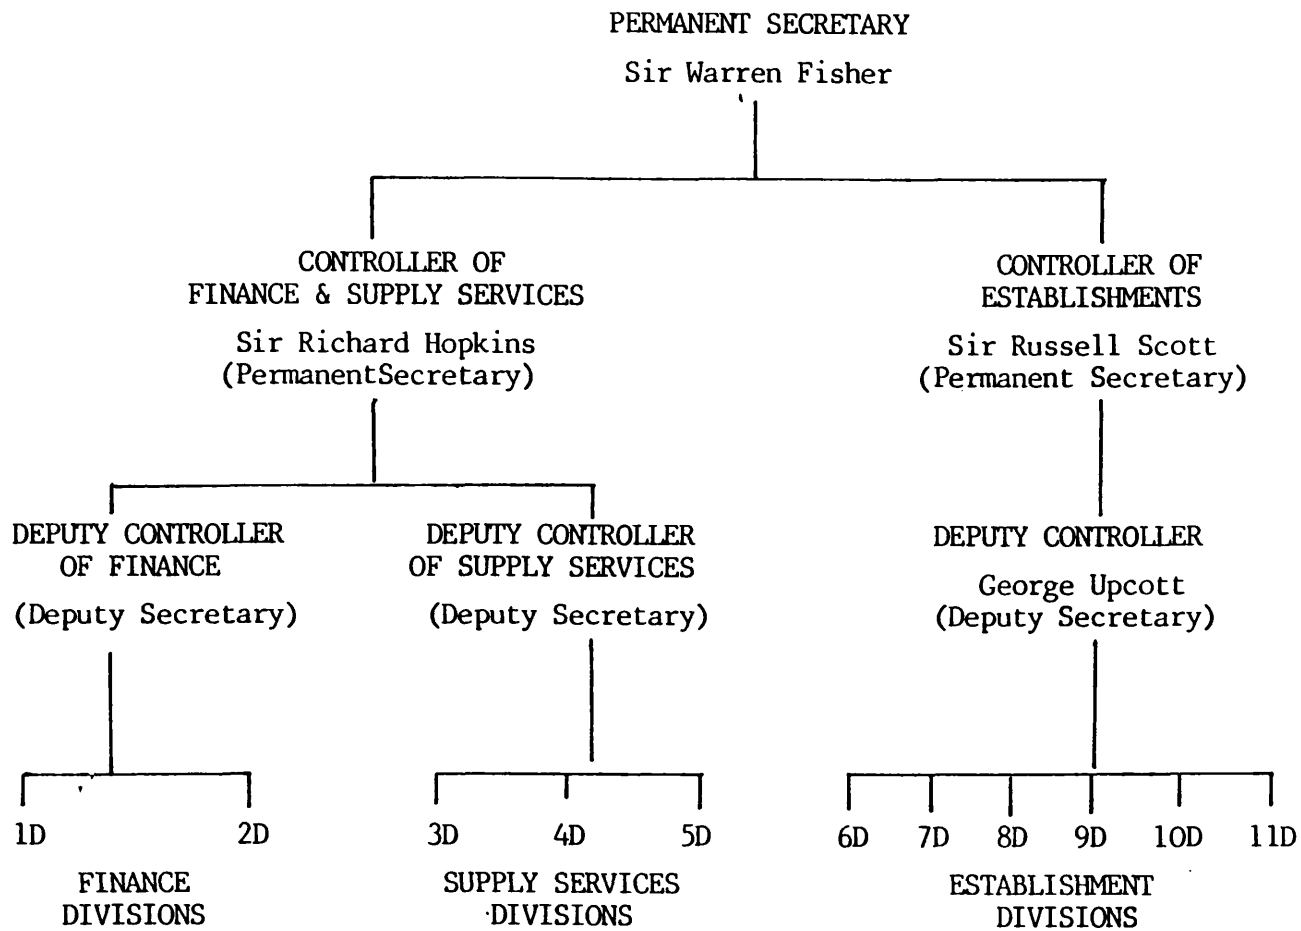 PERMANENT SECRETARY
Sir Warren Fisher
CONTROLLER OF
FINANCE & SUPPLY SERVICES
Sir Richard Hopkins
(PermanentSecretary)
CONTROLLER OF
ESTABLISHMENTS
Sir Russell Scott
(Permanent Secretary)
DEPUTY CONTROLLER
OF FINANCE
(Deputy Secretary)
DEPUTY CONTROLLER
OF SUPPLY SERVICES
(Deputy Secretary)
DEPUTY CONTROLLER
George Upcott
(Deputy Secretary)
1D 2D
FINANCE
DIVISIONS
3D 4D 5D
SUPPLY SERVICES
DIVISIONS
6D 7D 8D 9D 10D 11D
ESTABLISHMENT
DIVISIONS